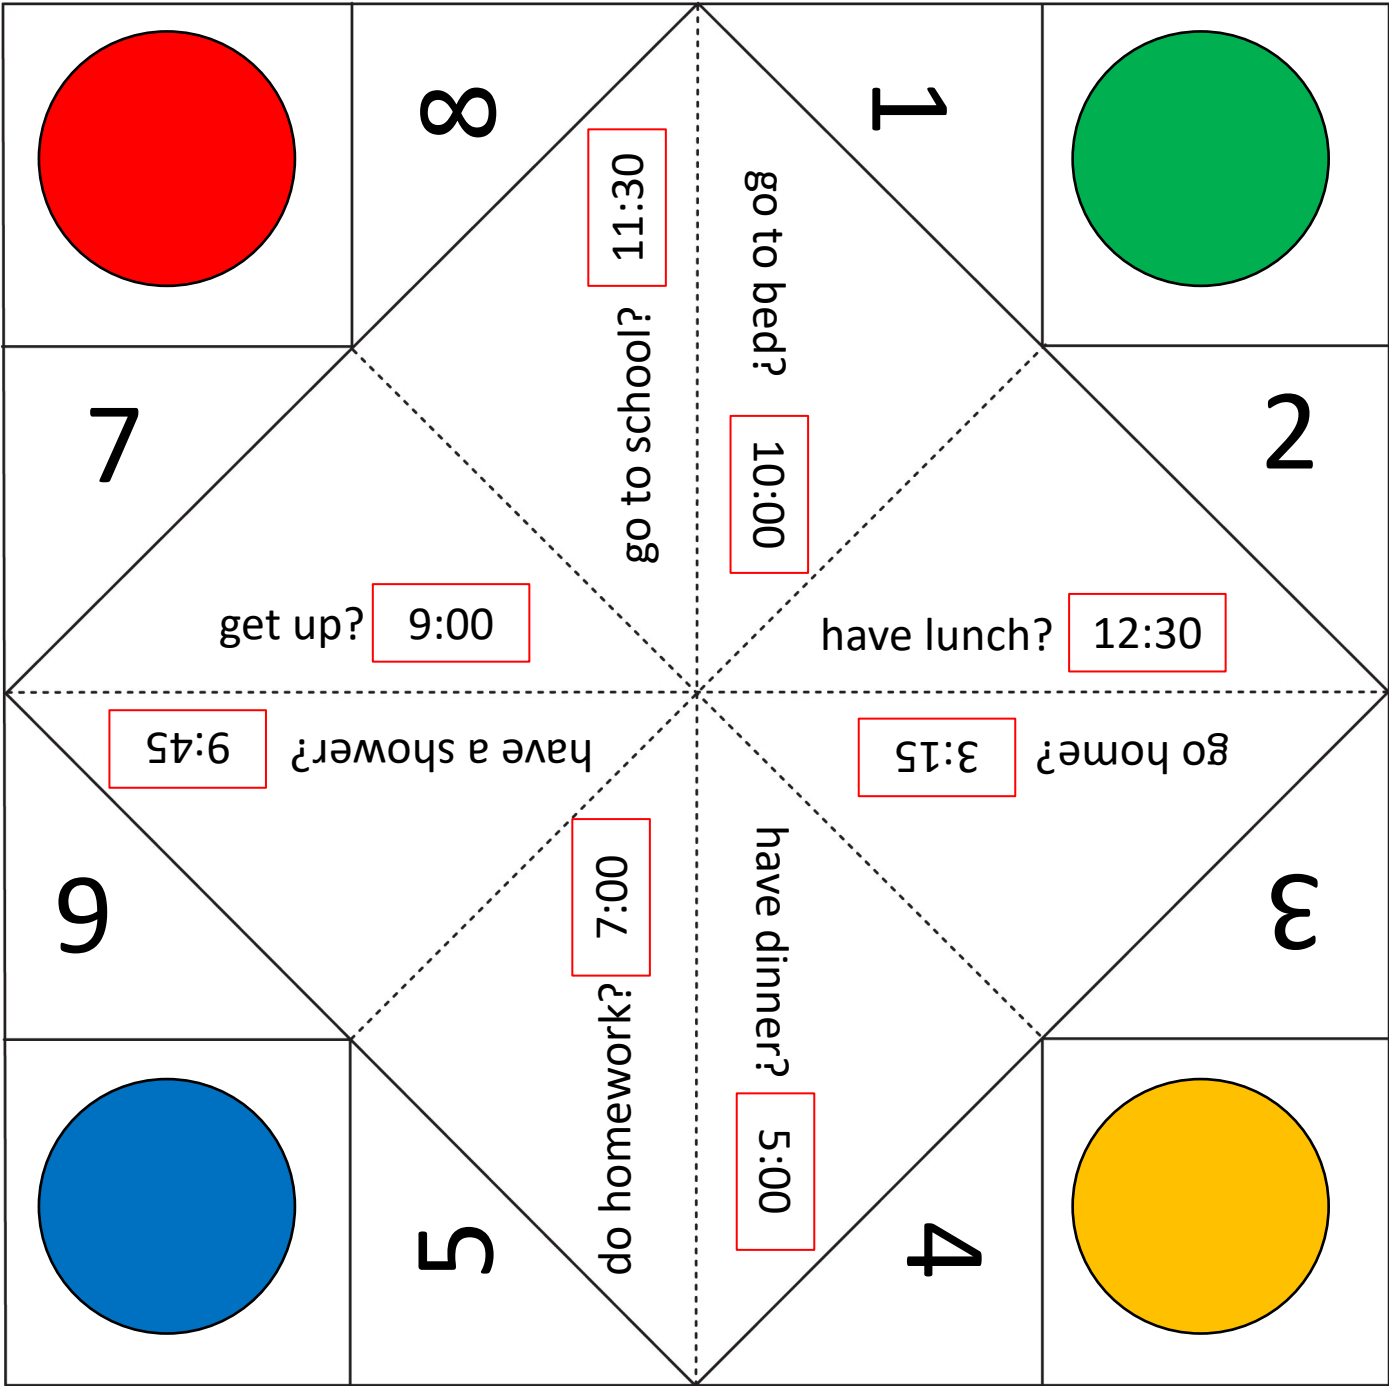 8
1
7
2
11:30
go to school?
go to bed?
10:00
get up? 9:00
have lunch? 12:30
have a shower? 9:45
go home? 3:15
6
3
do homework? 7:00
have dinner? 5:00
5
4